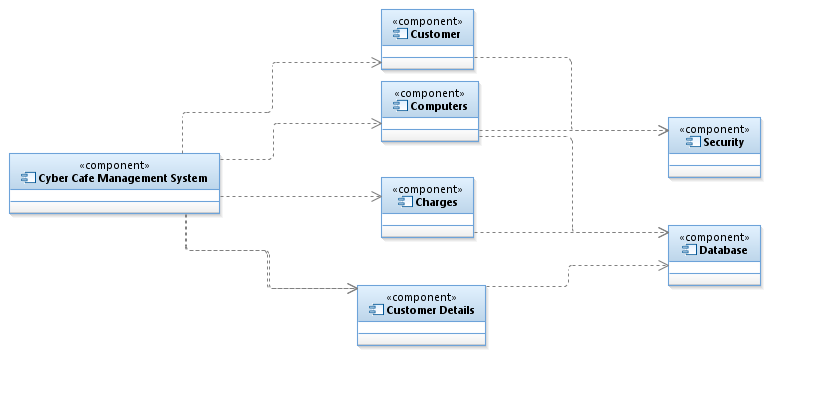 «component»
Customer
«component»
Computers
«component»
Security
«component»
Cyber Cafe Management System
«component»
Charges
«component»
Database
«component»
Customer Details